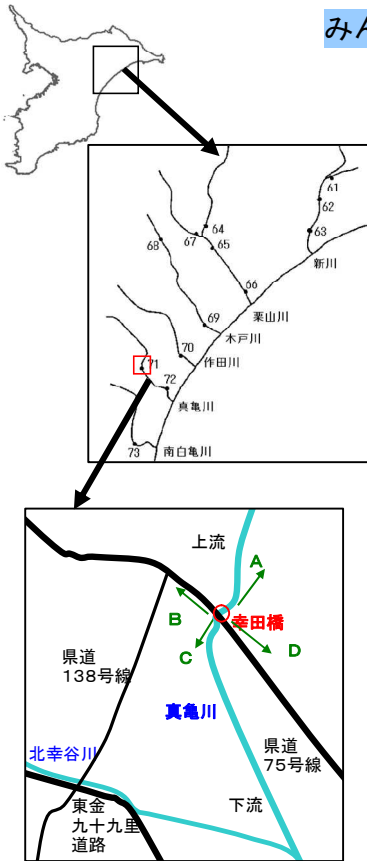 みん
61
62
63
64
67
65
68
新川
66
栗山川
69
木戸川
70
71
作田川
72
真亀川
73
南白亀川
上流
A
B
幸田橋
C
D
県道
138号線
真亀川
北幸谷川
県道
75号線
東金
九十九里
道路
下流